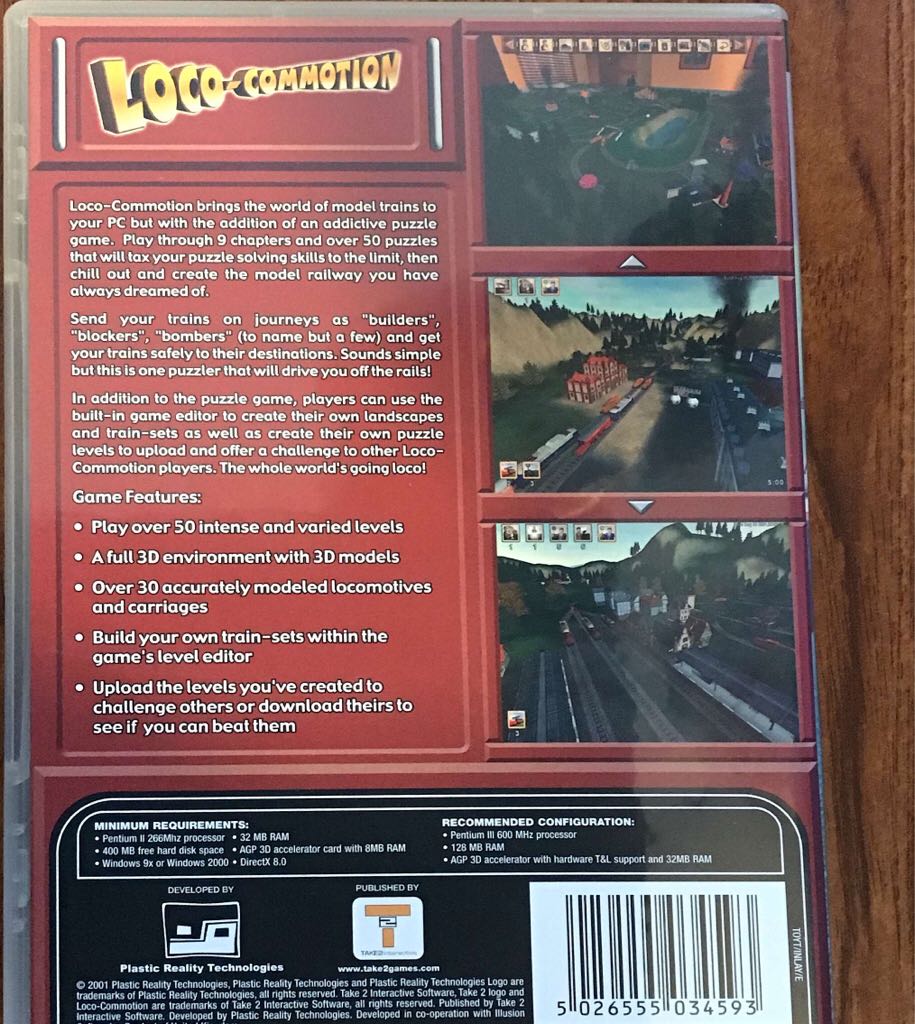 LOCO-COMMOTION
Loco-Commotion brings the world of model trains to
your PC but with the addition of an addictive puzzle
game. Play through 9 chapters and over 50 puzzles
that will tax your puzzle solving skills to the limit, then
chill out and create the model railway you have
always dreamed of.
Send your trains on journeys as "builders",
"blockers", "bombers" (to name but a few) and get
your trains safely to their destinations. Sounds simple
but this is one puzzler that will drive you off the rails!
In addition to the puzzle game, players can use the
built-in game editor to create their own landscapes
and train-sets as well as create their own puzzle
levels to upload and offer a challenge to other Loco-
Commotion players. The whole world's going loco!
Game Features:
• Play over 50 intense and varied levels
• A full 3D environment with 3D models
• Over 30 accurately modeled locomotives
and carriages
• Build your own train-sets within the
game's level editor
• Upload the levels you've created to
challenge others or download theirs to
see if you can beat them
3
5:00
1 1 5 6
3
MINIMUM REQUIREMENTS:
• Pentium II 266Mhz processor • 32 MB RAM
• 400 MB free hard disk space • AGP 3D accelerator card with 8MB RAM
• Windows 9x or Windows 2000 • DirectX 8.0
RECOMMENDED CONFIGURATION:
• Pentium III 600 MHz processor
• 128 MB RAM
• AGP 3D accelerator with hardware T&L support and 32MB RAM
DEVELOPED BY
Plastic Reality Technologies
PUBLISHED BY
T2
TAKE2Interactive
www.take2games.com
© 2001 Plastic Reality Technologies, Plastic Reality Technologies and Plastic Reality Technologies Logo are
trademarks of Plastic Reality Technologies, all rights reserved. Take 2 Interactive Software, Take 2 logo and
Loco-Commotion are trademarks of Take 2 Interactive Software, all rights reserved. Published by Take 2
Interactive Software. Developed by Plastic Reality Technologies. Developed in co-operation with Illusion
5 026555 034593
TOYT/INLAY/E